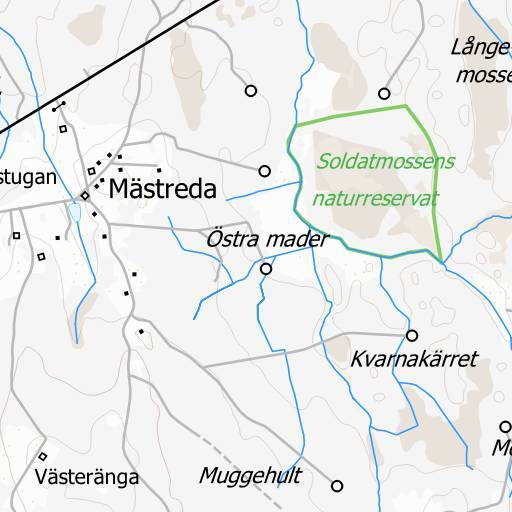 Långe-
mosse
Soldatmossens
naturreservat
stugan
Mästreda
Östra mader
Kvarnakärret
Västeränga
Muggehult